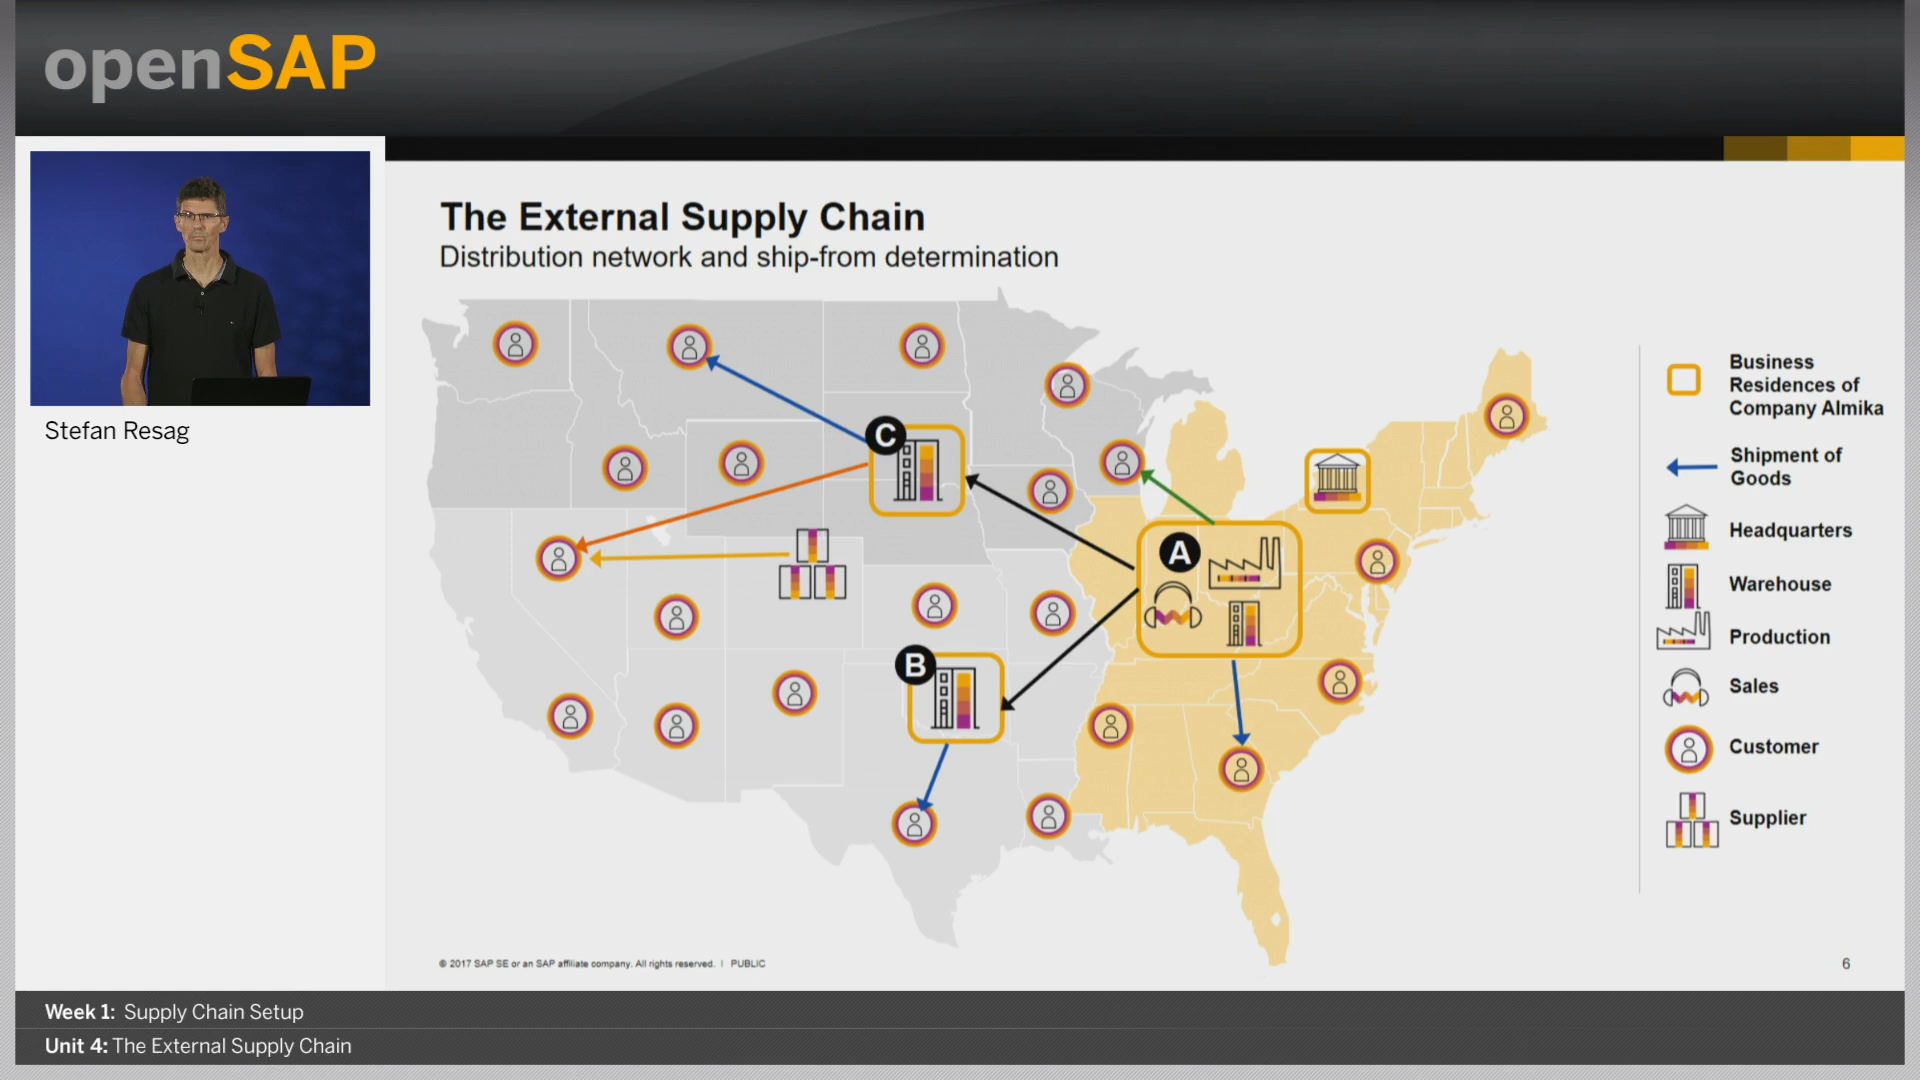 openSAP
Stefan Resag
The External Supply Chain
Distribution network and ship-from determination
C
A
B
Business
Residences of
Company Almika
Shipment of
Goods
Headquarters
Warehouse
Production
Sales
Customer
Supplier
© 2017 SAP SE or an SAP affiliate company. All rights reserved. | PUBLIC
6
Week 1: Supply Chain Setup
Unit 4: The External Supply Chain